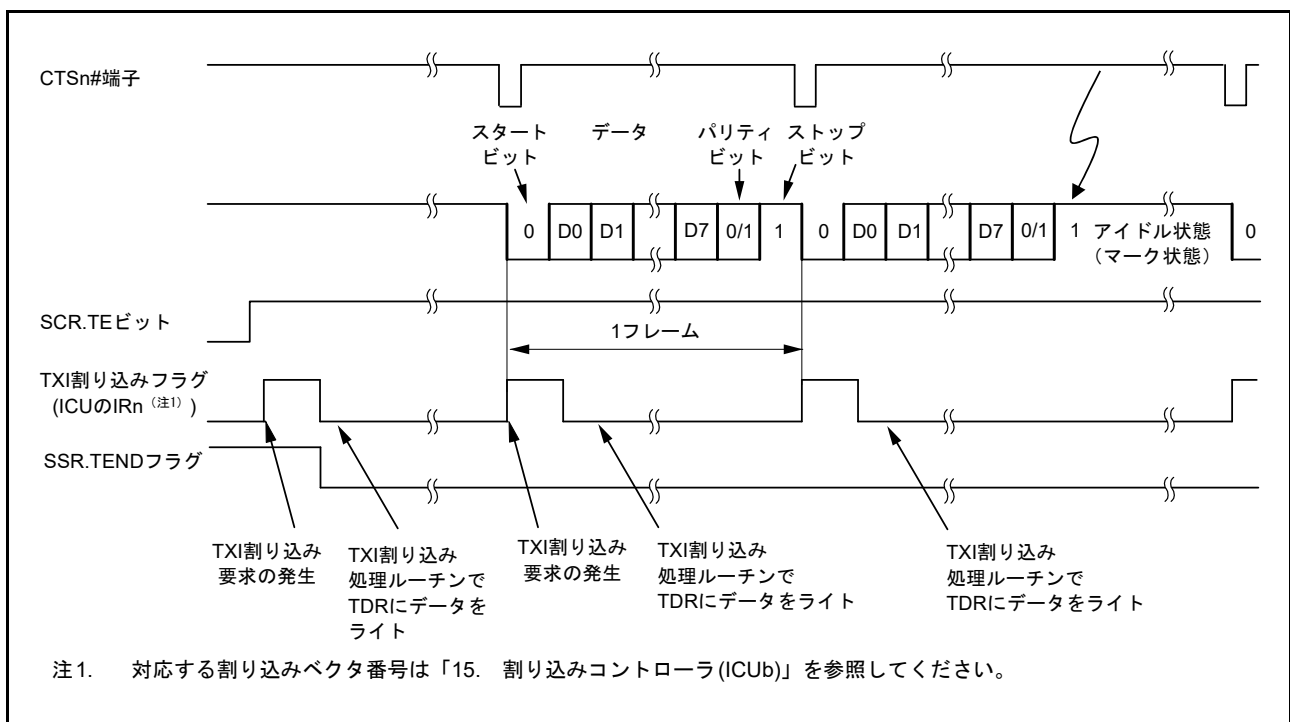 CTSn#端子
スタート
ビット
データ
パリティ
ビット
ストップ
ビット
0 D0 D1 D7 0/1 1 0 D0 D1 D7 0/1 1 アイドル状態
(マーク状態) 0
SCR.TEビット
1フレーム
TXI割り込みフラグ
(ICUのIRn(注1))
SSR.TENDフラグ
TXI割り込み
要求の発生
TXI割り込み
処理ルーチンで
TDRにデータを
ライト
TXI割り込み
要求の発生
TXI割り込み
処理ルーチンで
TDRにデータをライト
TXI割り込み
処理ルーチンで
TDRにデータをライト
注1. 対応する割り込みベクタ番号は「15. 割り込みコントローラ(ICUb)」を参照してください。